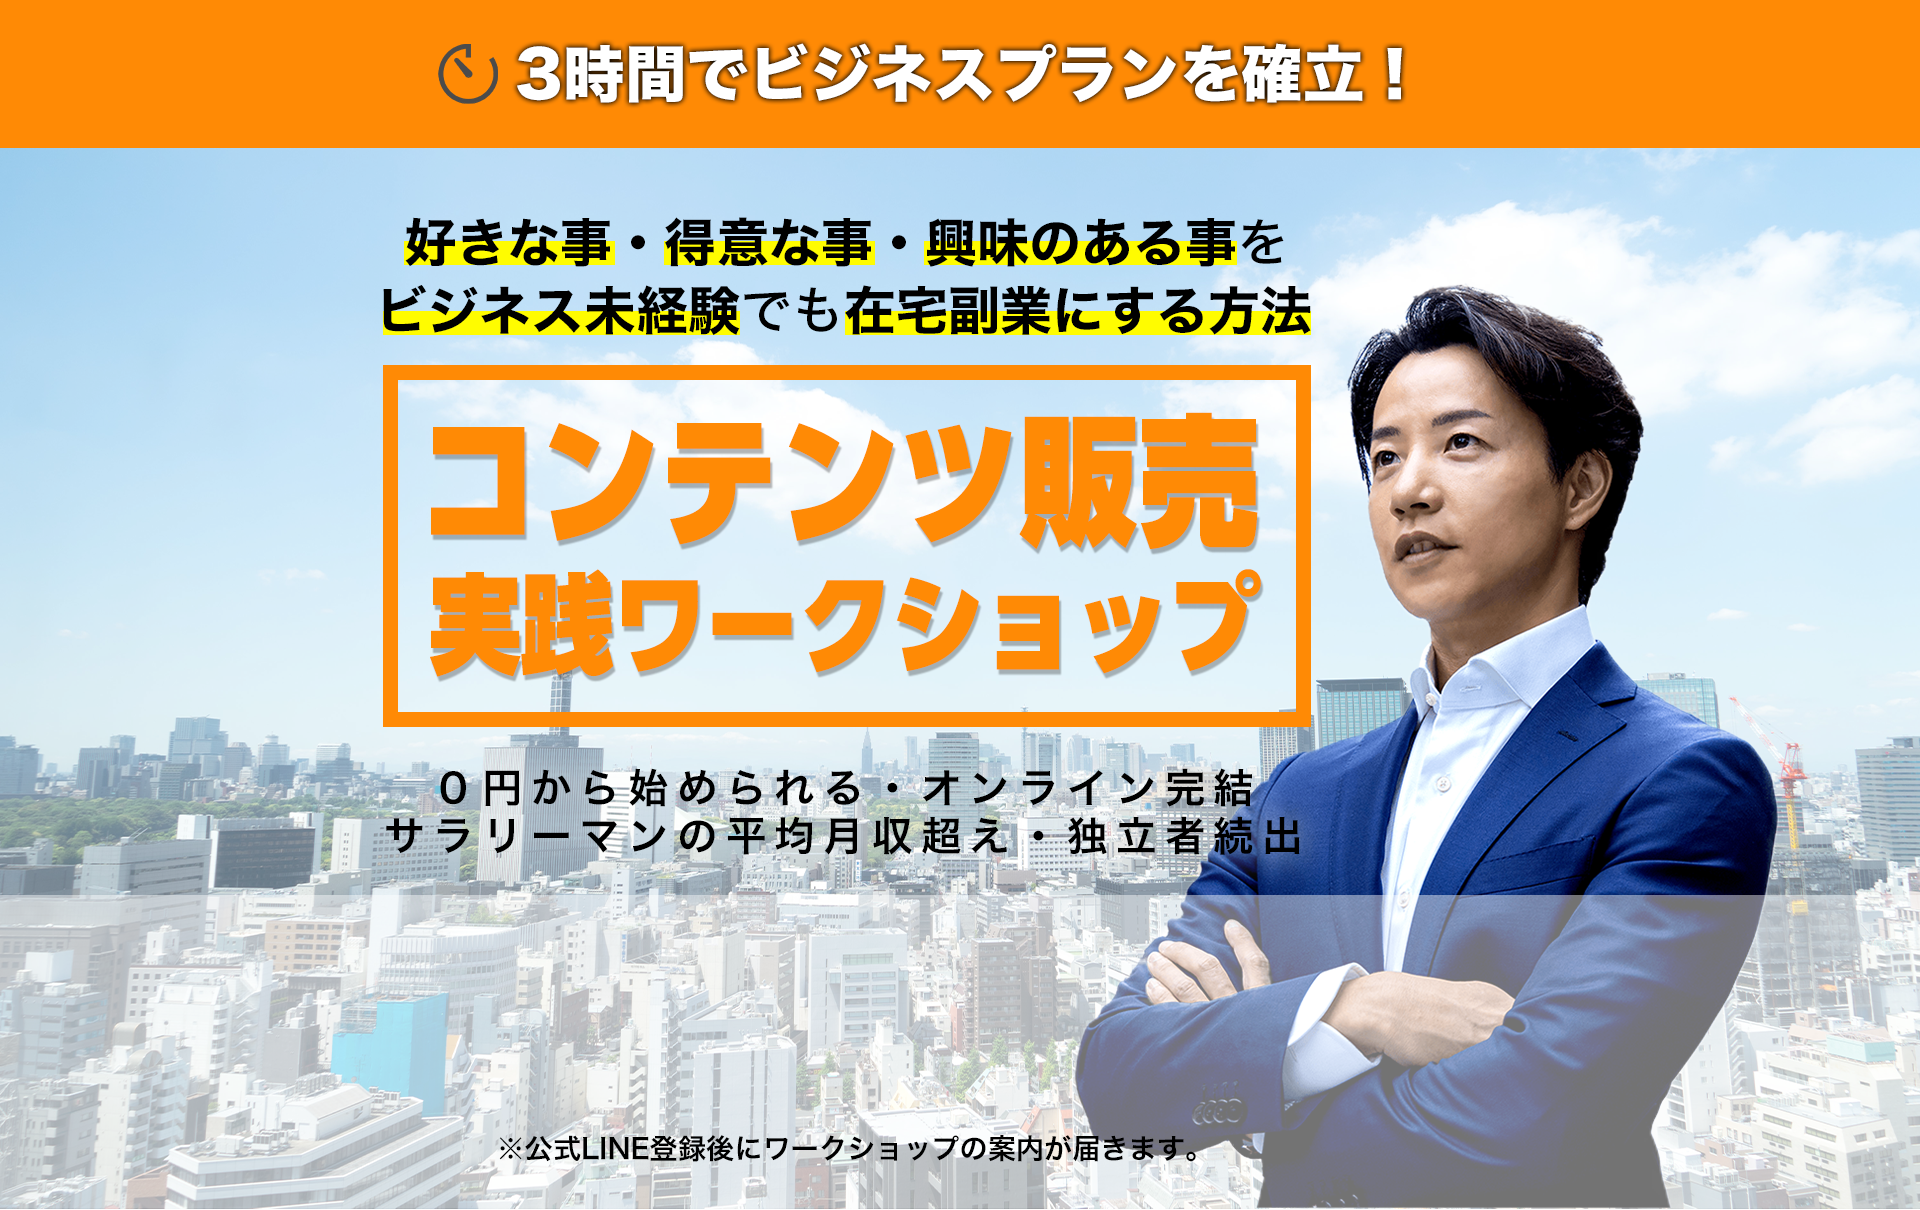 3時間でビジネスプランを確立！
好きな事・得意な事・興味のある事を
ビジネス未経験でも在宅副業にする方法
コンテンツ販売
実践ワークショップ
０円から始められる・オンライン完結
サラリーマンの平均月収超え・独立者続出
※公式LINE登録後にワークショップの案内が届きます。